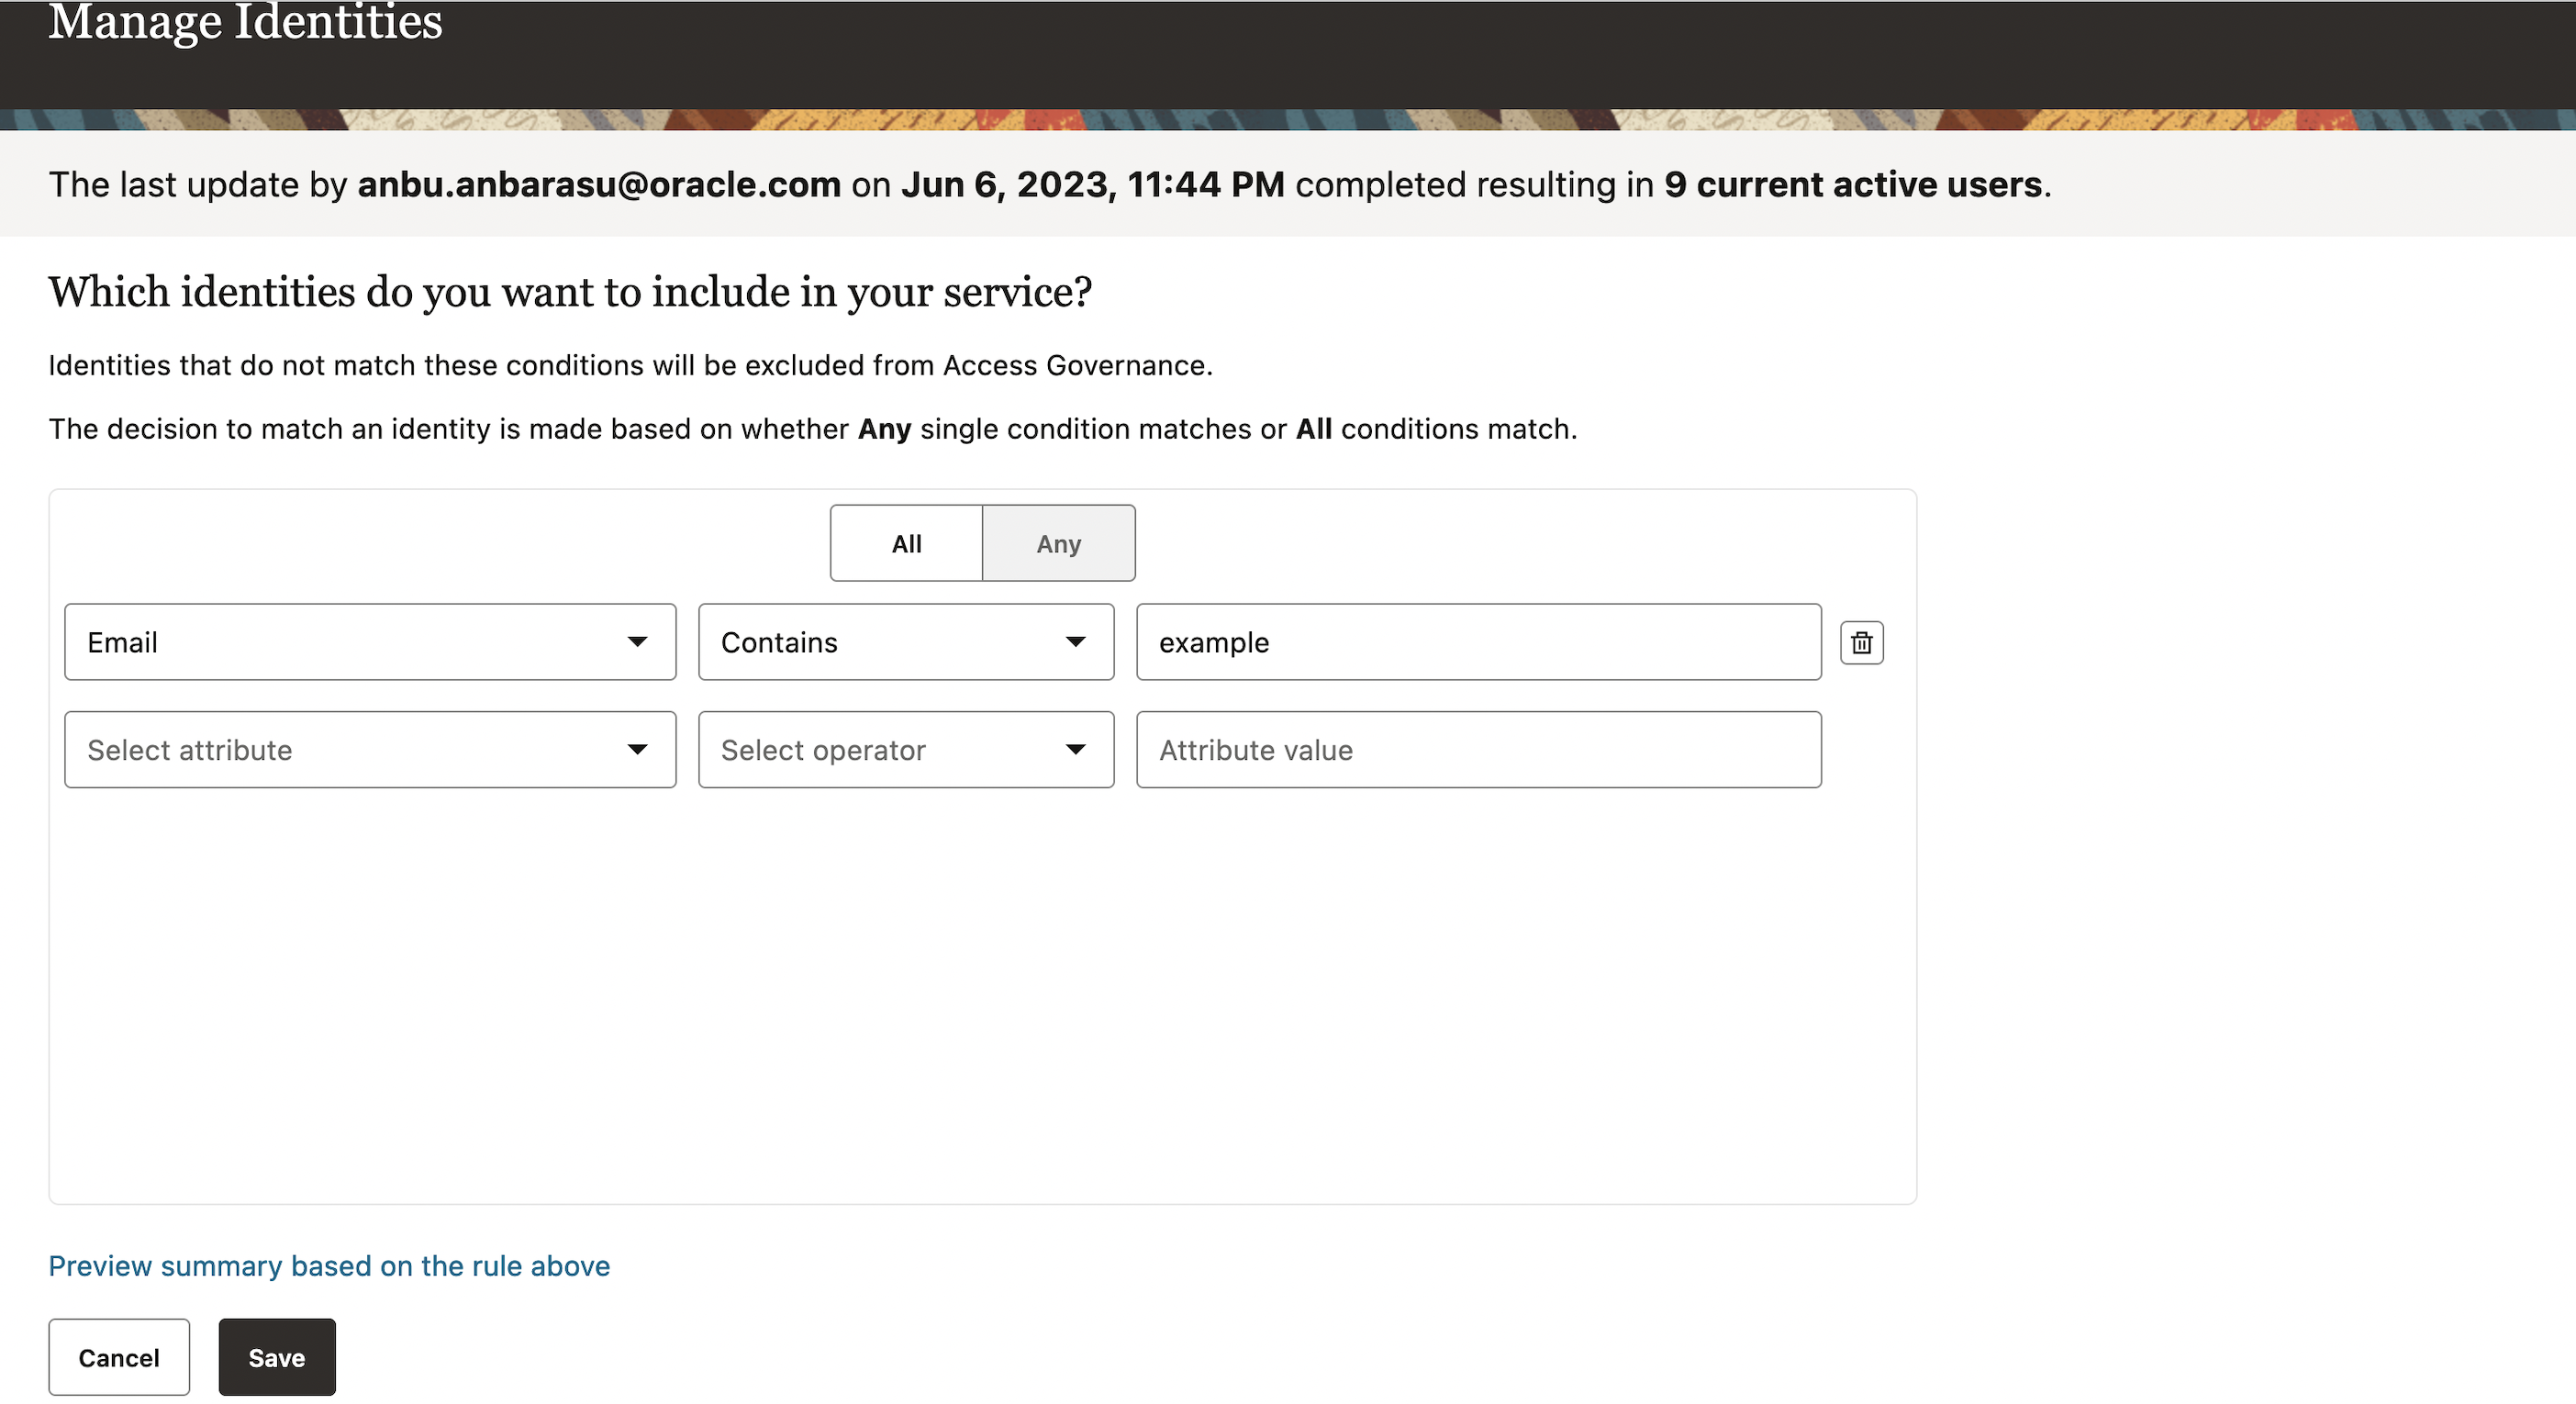 Manage Identities
The last update by anbu.anbarasu@oracle.com on Jun 6, 2023, 11:44 PM completed resulting in 9 current active users.
Which identities do you want to include in your service?
Identities that do not match these conditions will be excluded from Access Governance.
The decision to match an identity is made based on whether Any single condition matches or All conditions match.
All Any
Email Contains example
Select attribute Select operator Attribute value
Preview summary based on the rule above
Cancel Save